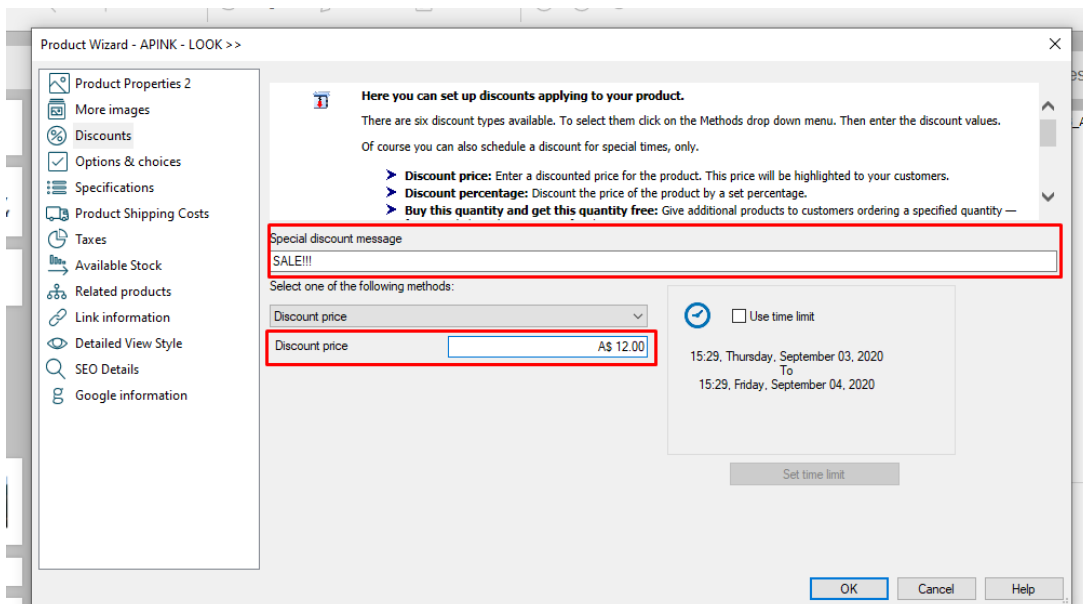 Product Wizard - APINK - LOOK >>
Product Properties 2
More images
Discounts
Options & choices
Specifications
Product Shipping Costs
Taxes
Available Stock
Related products
Link information
Detailed View Style
SEO Details
Google information
Here you can set up discounts applying to your product.
There are six discount types available. To select them click on the Methods drop down menu. Then enter the discount values.
Of course you can also schedule a discount for special times, only.
Discount price: Enter a discounted price for the product. This price will be highlighted to your customers.
Discount percentage: Discount the price of the product by a set percentage.
Buy this quantity and get this quantity free: Give additional products to customers ordering a specified quantity —
Special discount message
SALE!!!
Select one of the following methods:
Discount price
Discount price
A$ 12.00
Use time limit
15:29, Thursday, September 03, 2020
To
15:29, Friday, September 04, 2020
Set time limit
OK
Cancel
Help